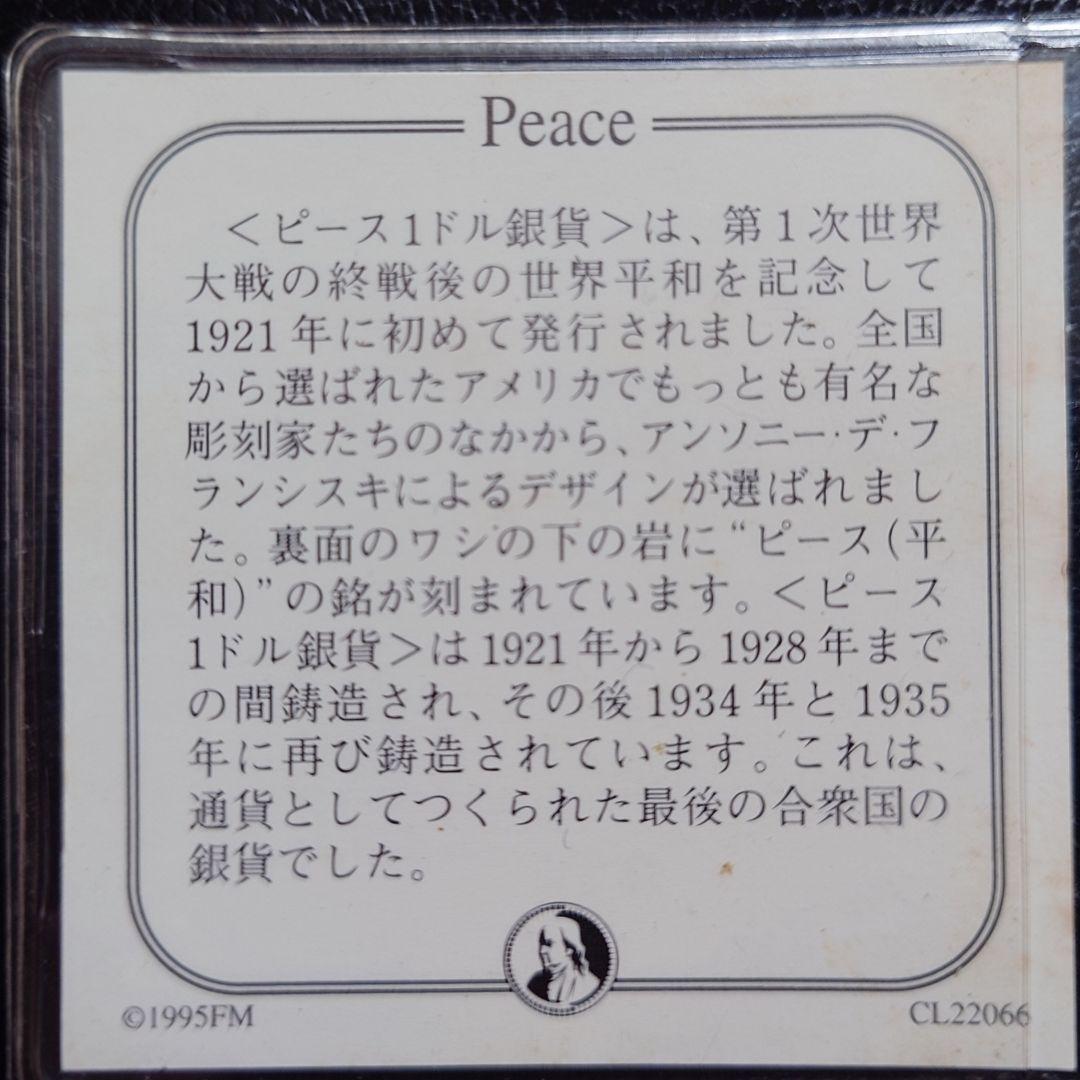 Peace
＜ピース1ドル銀貨＞は、第1次世界
大戦の終戦後の世界平和を記念して
1921年に初めて発行されました。全国
から選ばれたアメリカでもっとも有名な
彫刻家たちのなかから、アンソニー・デ・フ
ランシスキによるデザインが選ばれまし
た。裏面のワシの下の岩に“ピース(平
和)”の銘が刻まれています。＜ピース
1ドル銀貨＞は1921年から1928年まで
の間鋳造され、その後1934年と1935
年に再び鋳造されています。これは、
通貨としてつくられた最後の合衆国の
銀貨でした。
©1995FM
CL22066